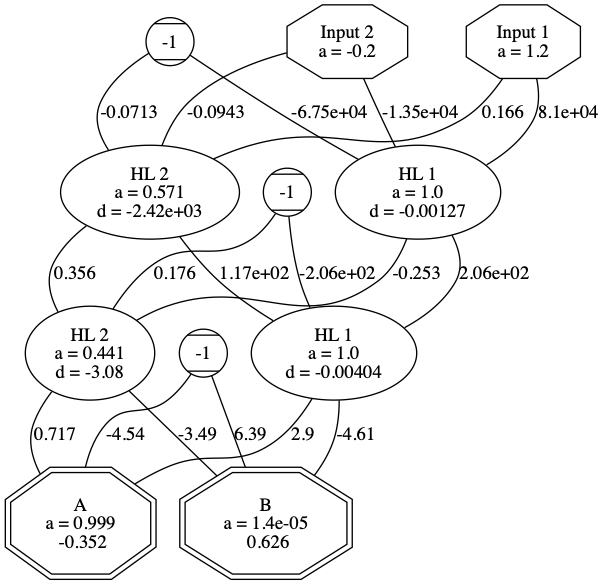 -1
Input 2
a = -0.2
Input 1
a = 1.2
-0.0713
-0.0943
-6.75e+04
-1.35e+04
0.166
8.1e+04
HL 2
a = 0.571
d = -2.42e+03
-1
HL 1
a = 1.0
d = -0.00127
0.356
0.176
1.17e+02
-2.06e+02
-0.253
2.06e+02
HL 2
a = 0.441
d = -3.08
-1
HL 1
a = 1.0
d = -0.00404
0.717
-4.54
-3.49
6.39
2.9
-4.61
A
a = 0.999
-0.352
B
a = 1.4e-05
0.626